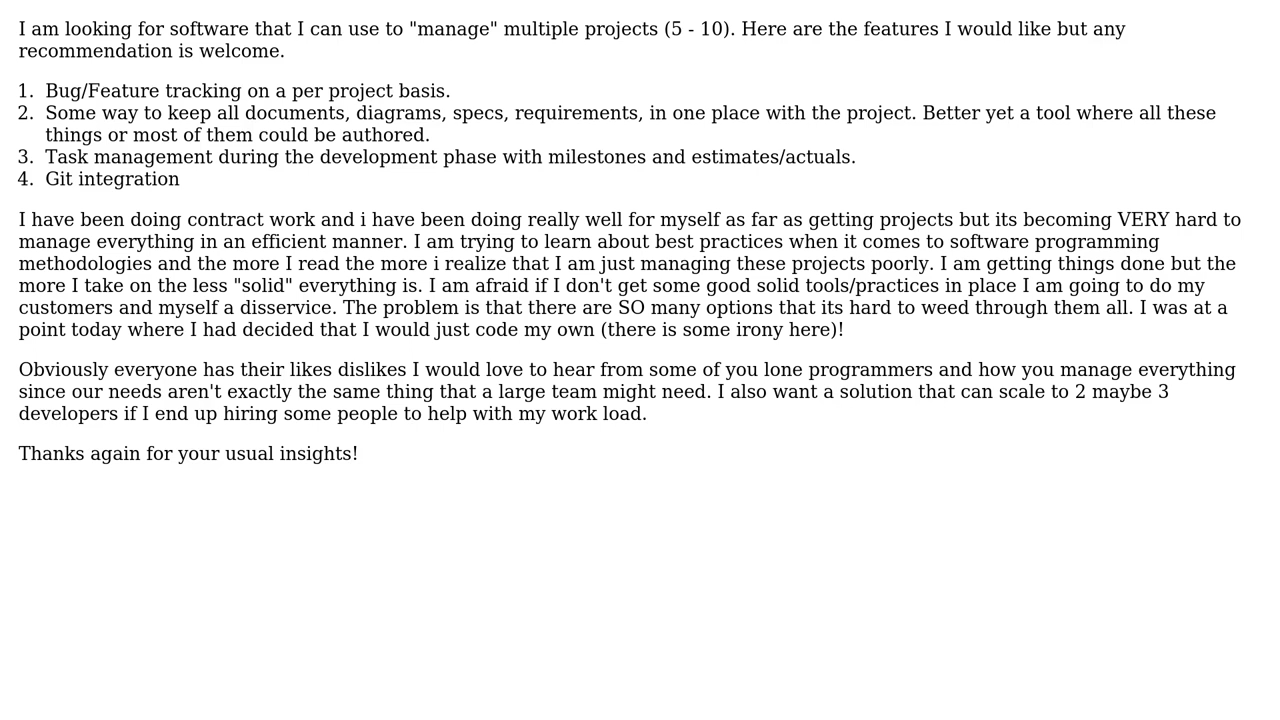 I am looking for software that I can use to "manage" multiple projects (5 - 10). Here are the features I would like but any
recommendation is welcome.
1. Bug/Feature tracking on a per project basis.
2. Some way to keep all documents, diagrams, specs, requirements, in one place with the project. Better yet a tool where all these
things or most of them could be authored.
3. Task management during the development phase with milestones and estimates/actuals.
4. Git integration
I have been doing contract work and i have been doing really well for myself as far as getting projects but its becoming VERY hard to
manage everything in an efficient manner. I am trying to learn about best practices when it comes to software programming
methodologies and the more I read the more i realize that I am just managing these projects poorly. I am getting things done but the
more I take on the less "solid" everything is. I am afraid if I don't get some good solid tools/practices in place I am going to do my
customers and myself a disservice. The problem is that there are SO many options that its hard to weed through them all. I was at a
point today where I had decided that I would just code my own (there is some irony here)!
Obviously everyone has their likes dislikes I would love to hear from some of you lone programmers and how you manage everything
since our needs aren't exactly the same thing that a large team might need. I also want a solution that can scale to 2 maybe 3
developers if I end up hiring some people to help with my work load.
Thanks again for your usual insights!